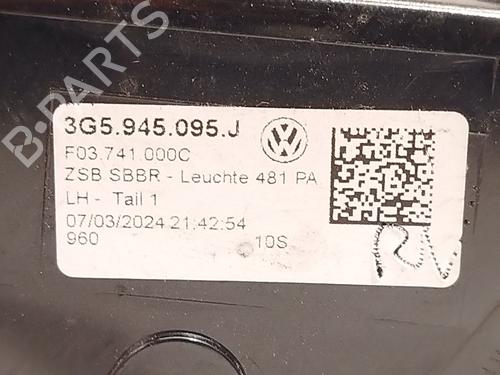 3G5.945.095.J
F03.741.000C
ZSB SBBR - Leuchte 481 PA
LH - Tail 1
07/03/2024 21:42:54
960 10S
B-PARTS